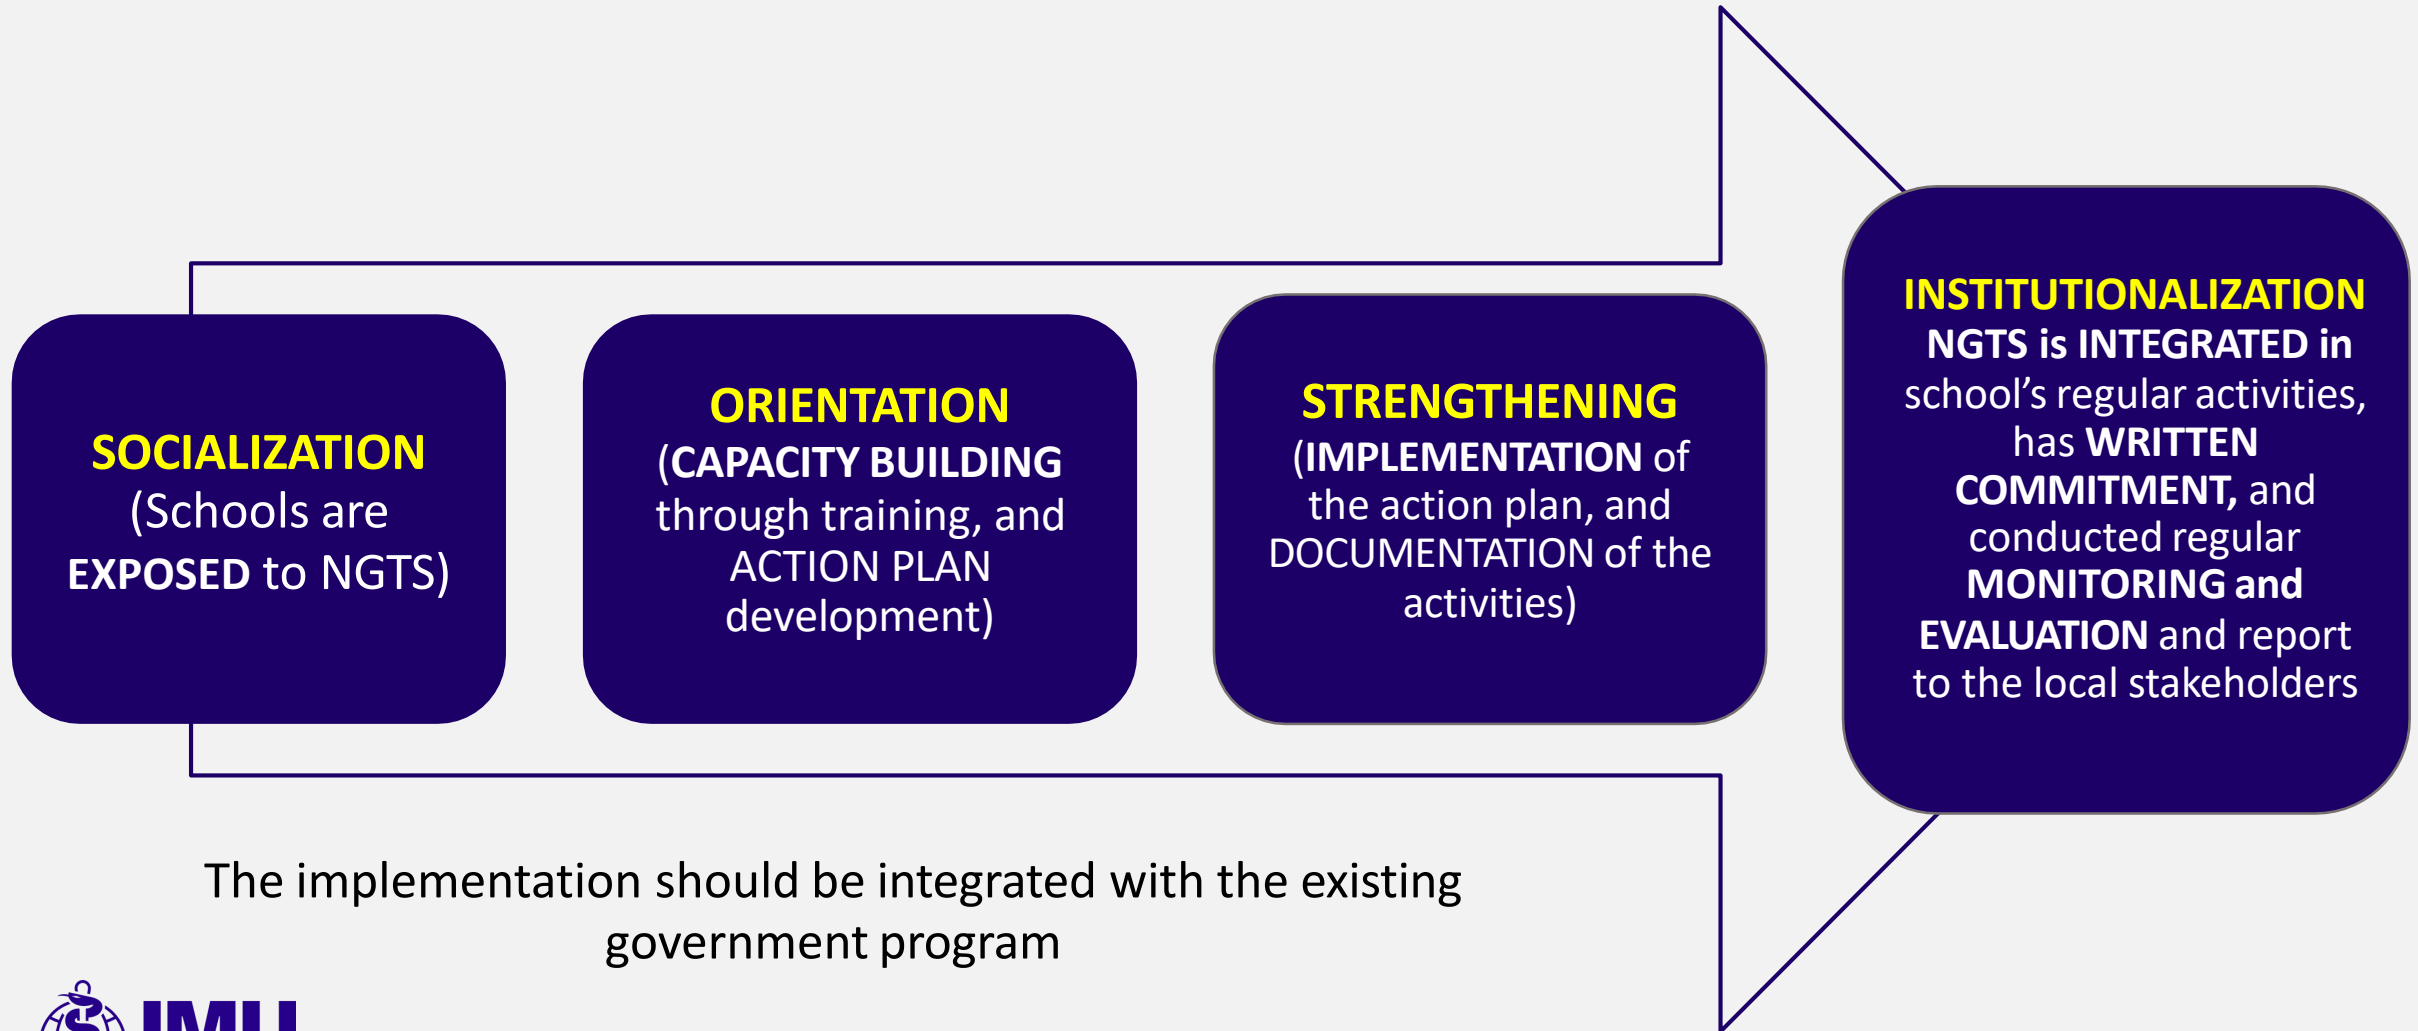 SOCIALIZATION
(Schools are
EXPOSED to NGTS)
ORIENTATION
(CAPACITY BUILDING
through training, and
ACTION PLAN
development)
STRENGTHENING
(IMPLEMENTATION of
the action plan, and
DOCUMENTATION of the
activities)
INSTITUTIONALIZATION
NGTS is INTEGRATED in
school’s regular activities,
has WRITTEN
COMMITMENT, and
conducted regular
MONITORING and
EVALUATION and report
to the local stakeholders
The implementation should be integrated with the existing
government program